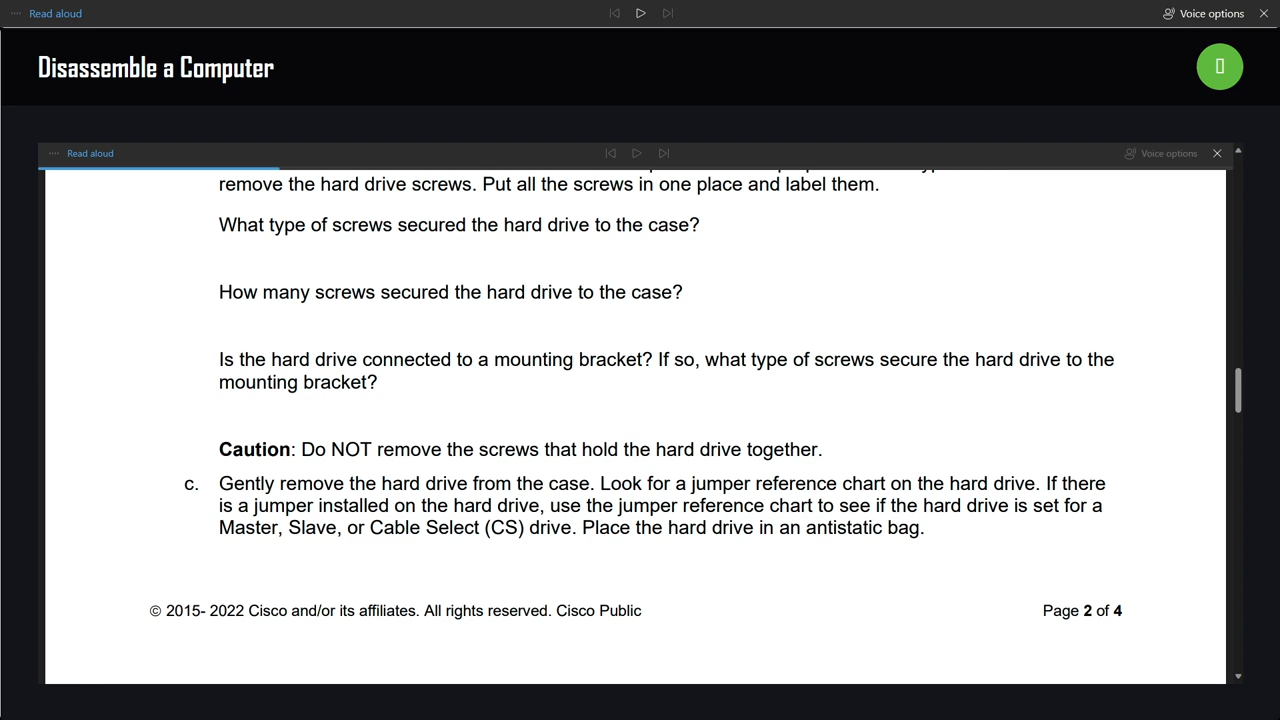 Read aloud
Voice options
Disassemble a Computer
Read aloud
Voice options
remove the hard drive screws. Put all the screws in one place and label them.
What type of screws secured the hard drive to the case?
How many screws secured the hard drive to the case?
Is the hard drive connected to a mounting bracket? If so, what type of screws secure the hard drive to the
mounting bracket?
Caution: Do NOT remove the screws that hold the hard drive together.
c. Gently remove the hard drive from the case. Look for a jumper reference chart on the hard drive. If there
is a jumper installed on the hard drive, use the jumper reference chart to see if the hard drive is set for a
Master, Slave, or Cable Select (CS) drive. Place the hard drive in an antistatic bag.
© 2015- 2022 Cisco and/or its affiliates. All rights reserved. Cisco Public
Page 2 of 4